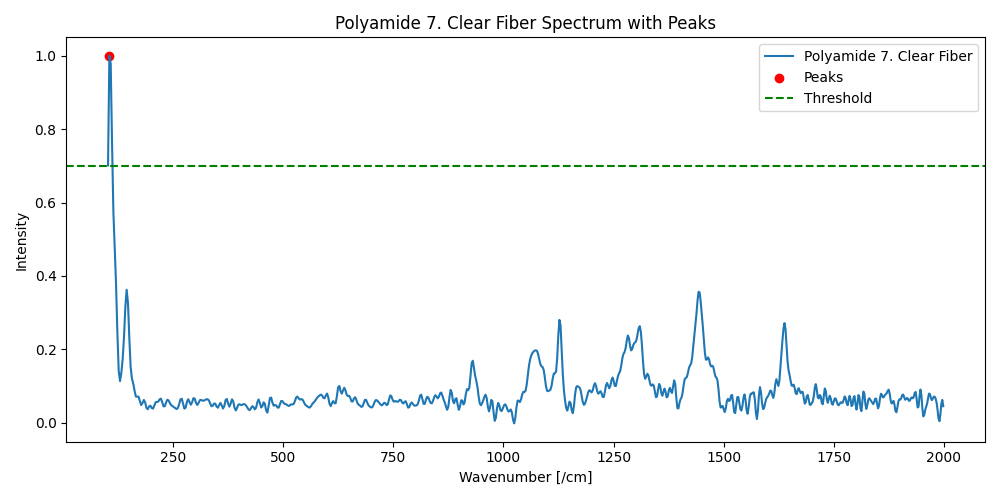 Polyamide 7. Clear Fiber Spectrum with Peaks
Polyamide 7. Clear Fiber
Peaks
Threshold
Intensity
1.0
0.8
0.6
0.4
0.2
0.0
250 500 750 1000 1250 1500 1750 2000
Wavenumber [/cm]